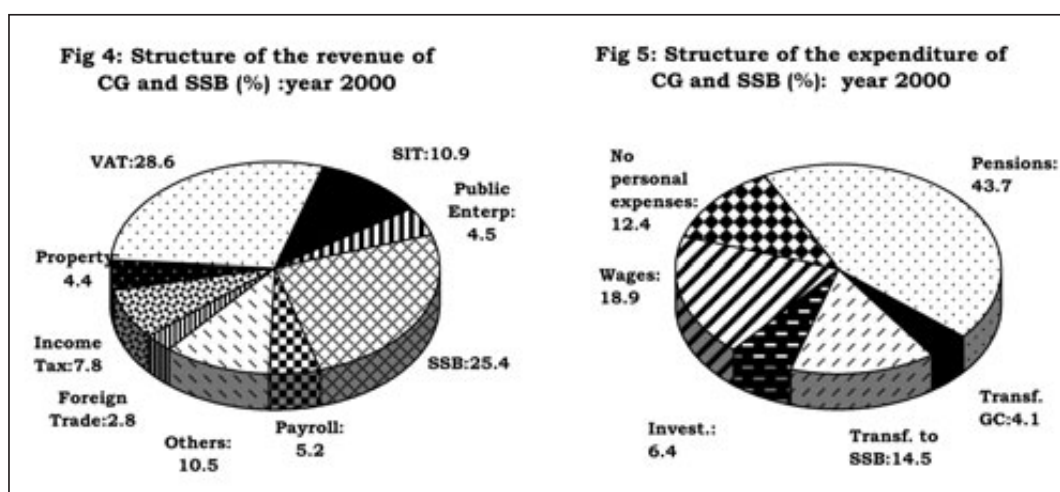 Fig 4: Structure of the revenue of
CG and SSB (%) :year 2000
VAT:28.6
SIT:10.9
Public
Enterp:
4.5
SSB:25.4
Payroll:
5.2
Others:
10.5
Foreign
Trade:2.8
Income
Tax:7.8
Property
4.4
Fig 5: Structure of the expenditure of
CG and SSB (%): year 2000
No
personal
expenses:
12.4
Pensions:
43.7
Transf.
GC:4.1
Transf. to
SSB:14.5
Invest.:
6.4
Wages:
18.9